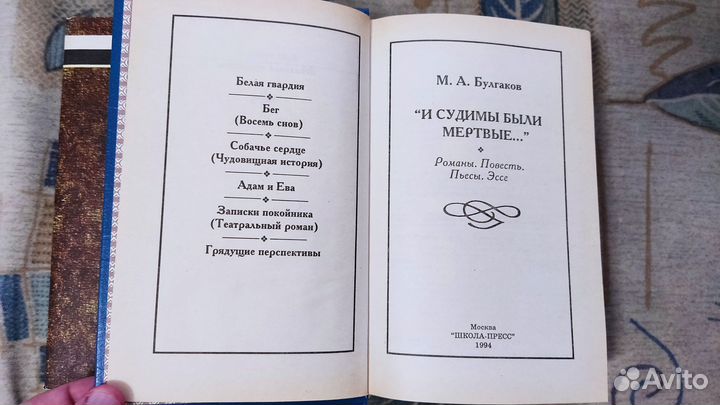 Белая гвардия
Бег
(Восемь снов)
Собачье сердце
(Чудовищная история)
Адам и Ева
Записки покойника
(Театральный роман)
Грядущие перспективы
М. А. Булгаков
"И СУДИМЫ БЫЛИ
МЕРТВЫЕ..."
Романы. Повесть.
Пьесы. Эссе
Москва
"ШКОЛА-ПРЕСС"
1994
Avito